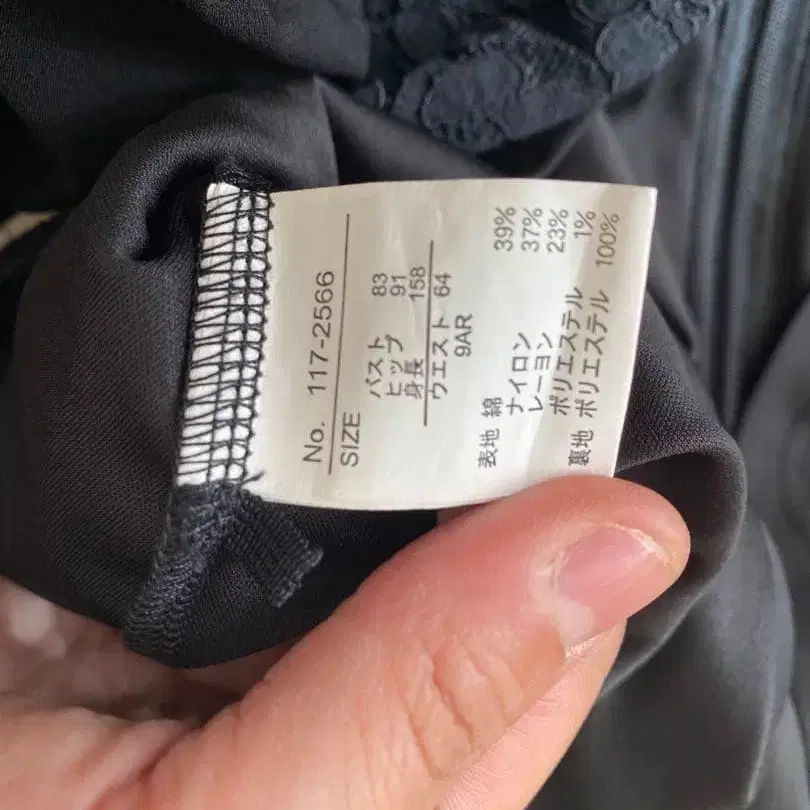 No. 117-2566
SIZE
バスト 83
ヒップ 91
身長 158
ウエスト 64
9AR
表地 綿 39%
ナイロン 37%
レーヨン 23%
ポリエステル 1%
裏地 ポリエステル 100%